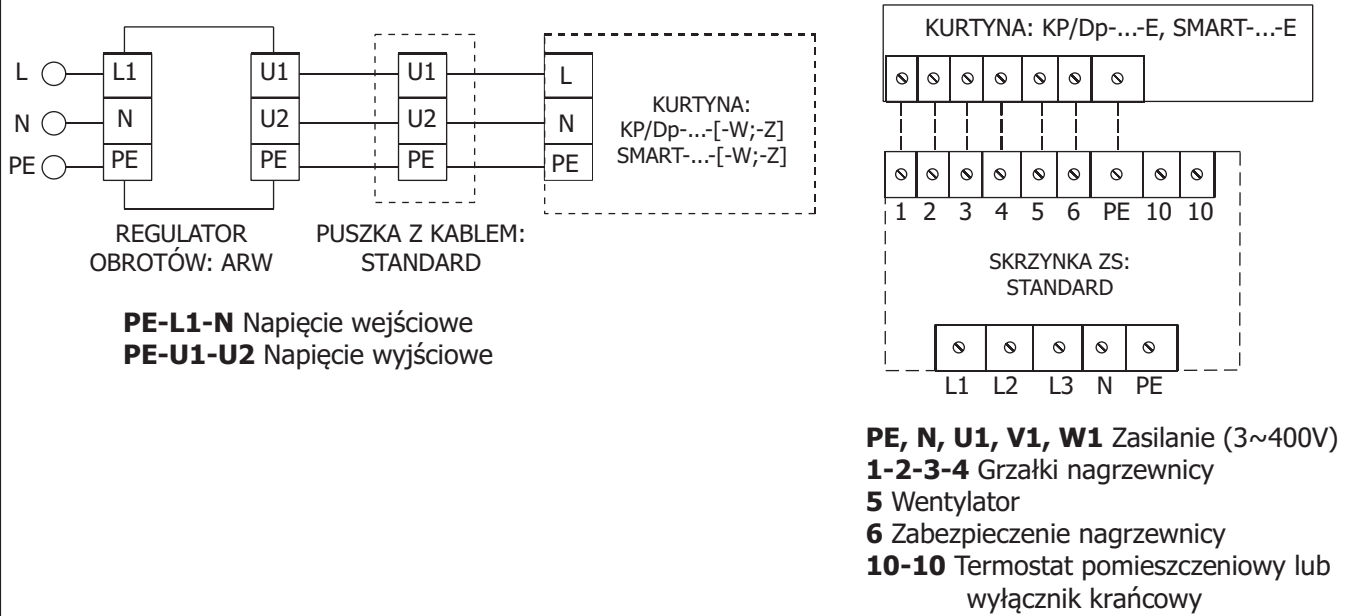 L L1 U1 U1 L
N N U2 U2 N
PE PE PE PE PE
KURTYNA:
KP/Dp-...-[-W;-Z]
SMART-...-[-W;-Z]
REGULATOR
OBROTÓW: ARW
PUSZKA Z KABLEM:
STANDARD
PE-L1-N Napięcie wejściowe
PE-U1-U2 Napięcie wyjściowe
KURTYNA: KP/Dp-...-E, SMART-...-E
1 2 3 4 5 6 PE 10 10
SKRZYNKA ZS:
STANDARD
L1 L2 L3 N PE
PE, N, U1, V1, W1 Zasilanie (3~400V)
1-2-3-4 Grzałki nagrzewnicy
5 Wentylator
6 Zabezpieczenie nagrzewnicy
10-10 Termostat pomieszczeniowy lub
wyłącznik krańcowy